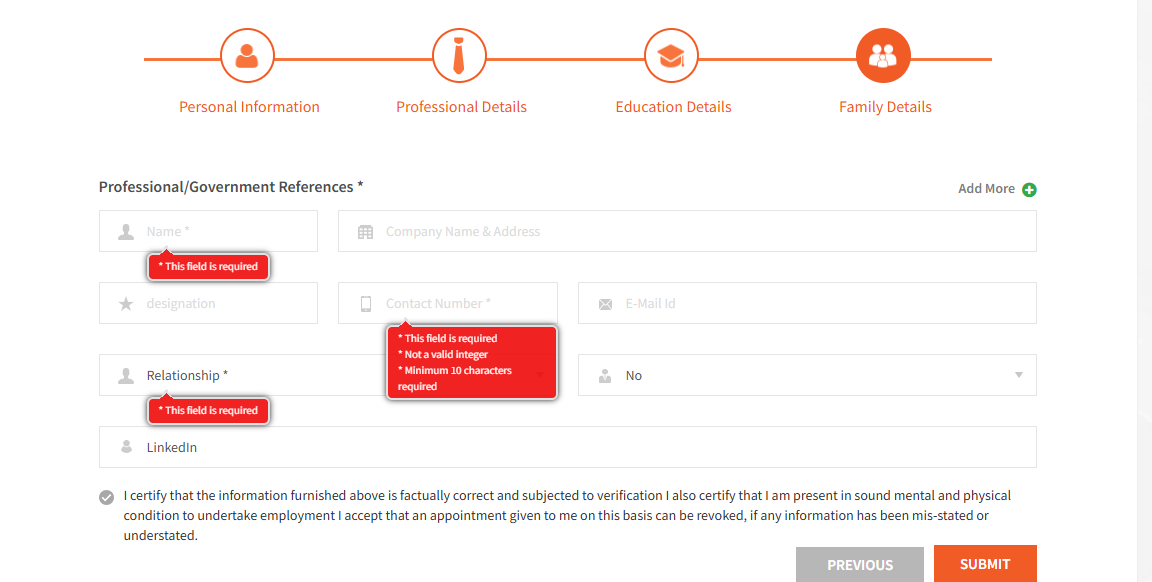 Personal Information Professional Details Education Details Family Details
Professional/Government References *
Add More
Name *
Company Name & Address
* This field is required
designation
Contact Number *
E-Mail Id
* This field is required
* Not a valid integer
* Minimum 10 characters
required
Relationship *
No
* This field is required
LinkedIn
I certify that the information furnished above is factually correct and subjected to verification I also certify that I am present in sound mental and physical
condition to undertake employment I accept that an appointment given to me on this basis can be revoked, if any information has been mis-stated or
understated.
PREVIOUS
SUBMIT